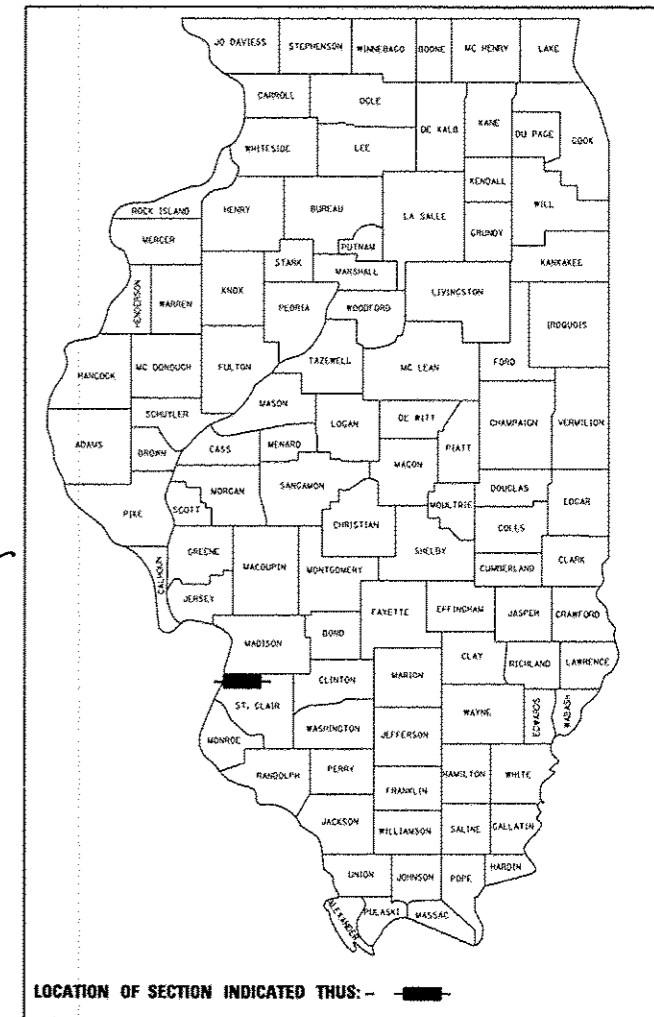 JO DAVIESS STEPHENSON WINNEBAGO BOONE MC HENRY LAKE
CARROLL OGLE DE KALB KANE DU PAGE COOK
WHITESIDE LEE KENDALL WILL
ROCK ISLAND HENRY BUREAU LA SALLE GRUNDY
MERCER PUTNAM KANKAKEE
HENDERSON WARREN KNOX STARK MARSHALL LIVINGSTON
PEORIA WOODFORD IROQUOIS
HANCOCK MC DONOUGH FULTON TAZEWELL MC LEAN FORD
SCHUYLER MASON LOGAN DE WITT CHAMPAIGN VERMILION
ADAMS BROWN CASS MENARD PIATT
MACON
PIKE SCOTT MORGAN SANGAMON MOULTRIE DOUGLAS EDGAR
CHRISTIAN COLES
GREENE MACOUPIN MONTGOMERY SHELBY CUMBERLAND CLARK
CALHOUN JERSEY FAYETTE EFFINGHAM JASPER CRAWFORD
MADISON BOND CLAY RICHLAND LAWRENCE
CLINTON MARION
ST. CLAIR WAYNE EDWARDS WABASH
MONROE WASHINGTON JEFFERSON
RANDOLPH PERRY HAMILTON WHITE
FRANKLIN
JACKSON WILLIAMSON SALINE GALLATIN
UNION JOHNSON POPE HARDIN
ALEXANDER PULASKI MASSAC
LOCATION OF SECTION INDICATED THUS: -